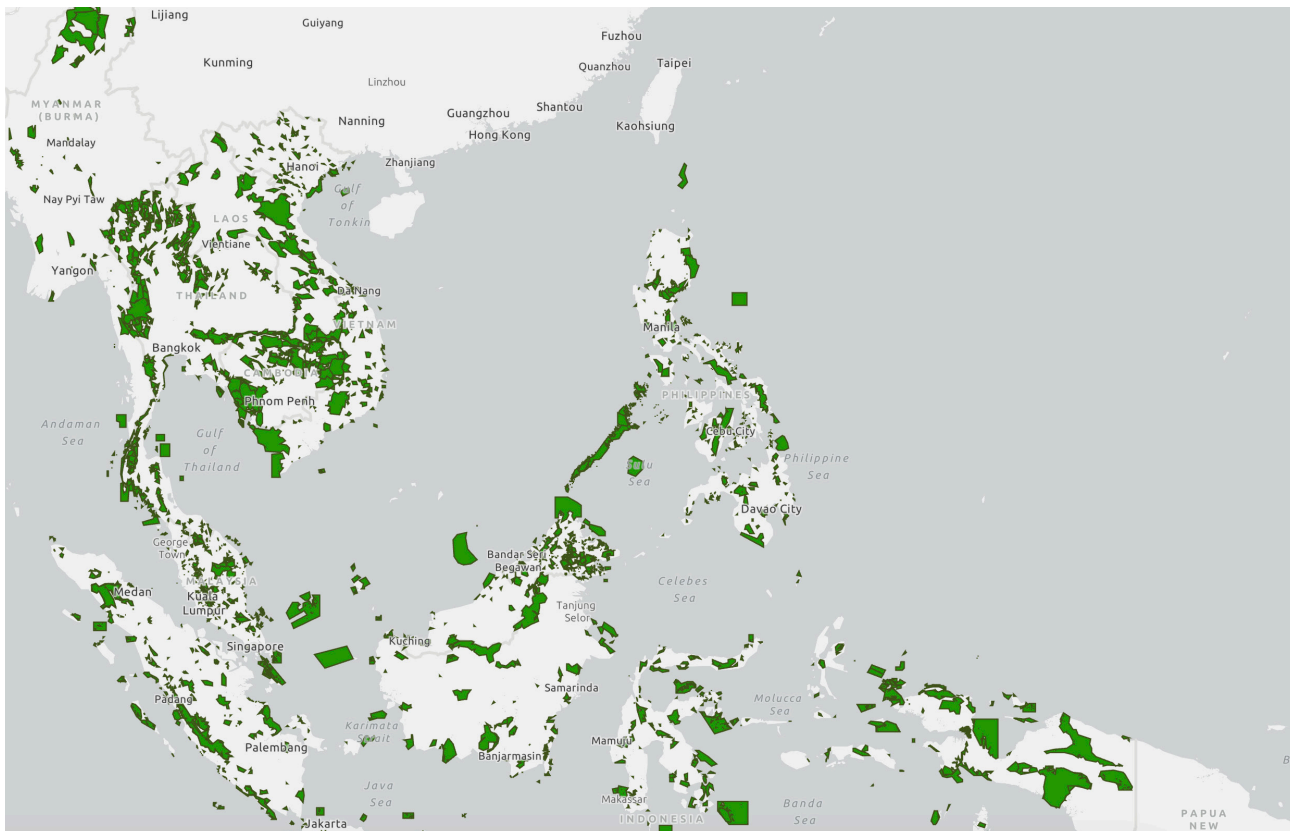 Lijiang
Guiyang
Fuzhou
Kunming
Quanzhou
Taipei
Linzhou
MYANMAR
(BURMA)
Guangzhou
Shantou
Nanning
Kaohsiung
Hong Kong
Mandalay
Hanoi
Zhanjiang
Gulf
of
Tonkin
Nay Pyi Taw
LAOS
Vientiane
Yangon
THAILAND
Da Nang
VIETNAM
Manila
Bangkok
CAMBODIA
PHILIPPINES
Phnom Penh
Andaman
Sea
Gulf
of
Thailand
Cebu City
Sulu
Sea
Philippine
Sea
Davao City
George
Town
Bandar Seri
Begawan
MALAYSIA
Medan
Kuala
Lumpur
Celebes
Sea
Tanjung
Selor
Kuching
Singapore
Samarinda
Padang
Molucca
Sea
Karimata
Strait
Palembang
Mamuju
Banjarmasin
B
Java
Sea
Makassar
Banda
Sea
Jakarta
INDONESIA
PAPUA
NEW